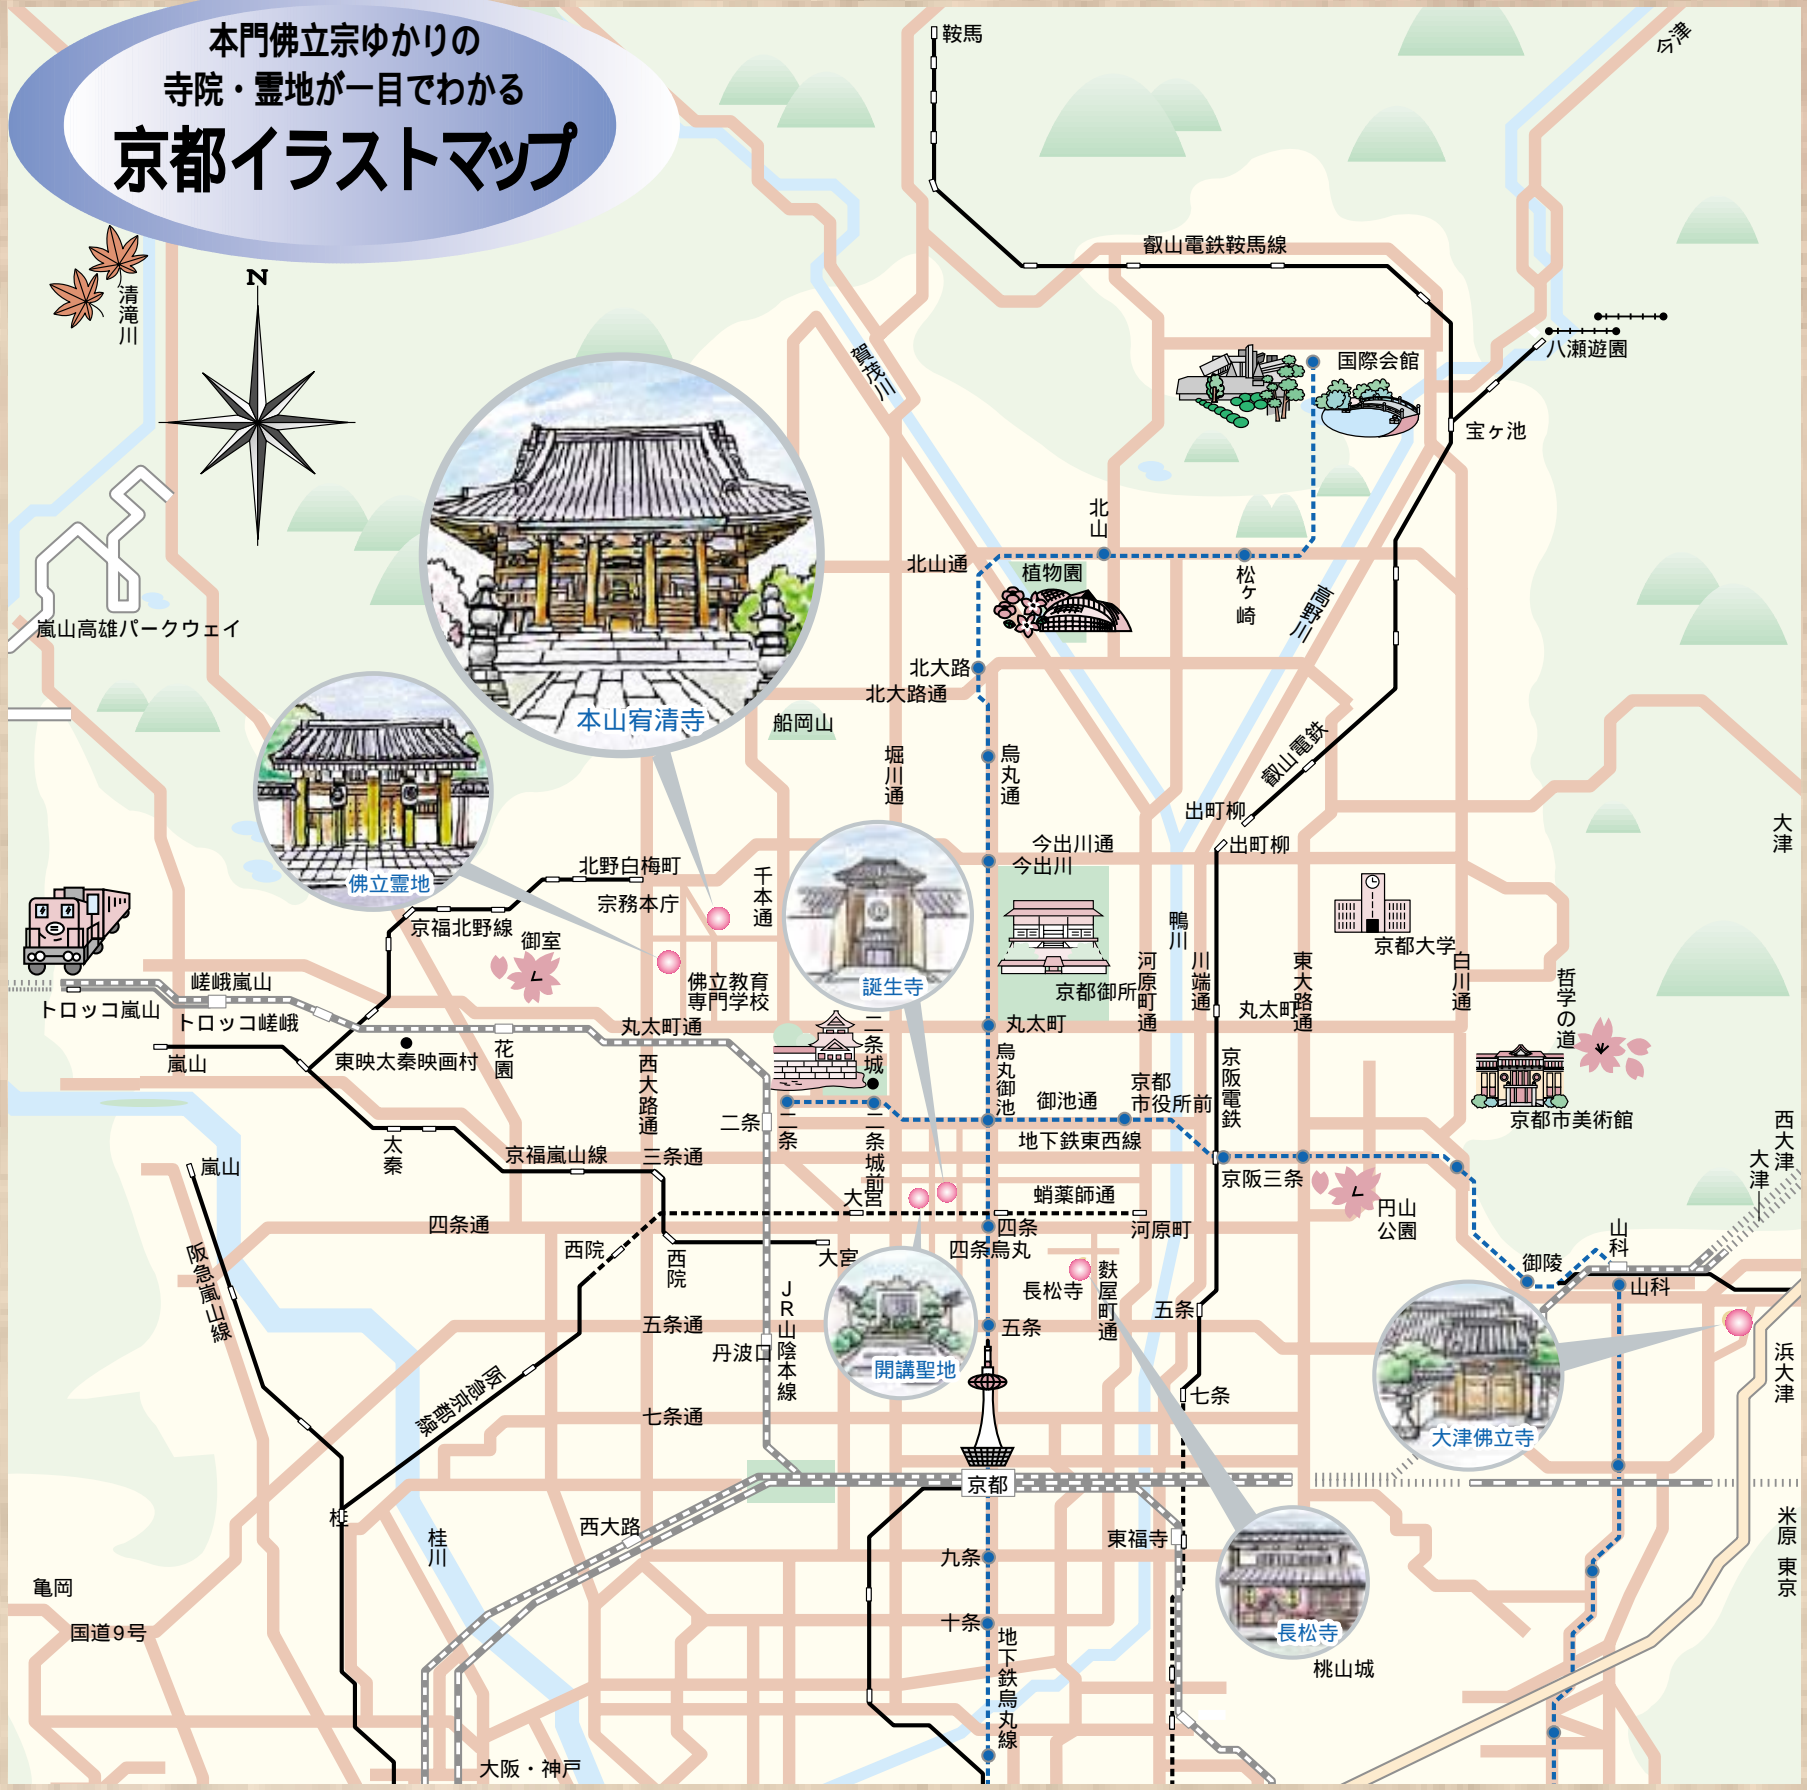 本門佛立宗ゆかりの
寺院・霊地が一目でわかる
京都イラストマップ
鞍馬
今津
叡山電鉄鞍馬線
N
清滝川
八瀬遊園
賀茂川
国際会館
宝ヶ池
北山
北山通
植物園
松ヶ崎
高野川
嵐山高雄パークウェイ
北大路
北大路通
本山宥清寺
船岡山
堀川通
烏丸通
叡山電鉄
出町柳
出町柳
大津
今出川通
今出川
北野白梅町
佛立霊地
宗務本庁
千本通
京福北野線
御室
鴨川
京都大学
佛立教育
専門学校
誕生寺
京都御所
河原町通
川端通
東大路通
白川通
哲学の道
嵯峨嵐山
トロッコ嵐山
トロッコ嵯峨
丸太町通
丸太町
丸太町
嵐山
東映太秦映画村
花園
西大路通
二条城
烏丸御池
京都
市役所前
御池通
京阪電鉄
京都市美術館
二条
二条
二条城前
地下鉄東西線
西大津
大津
太秦
京福嵐山線
三条通
京阪三条
嵐山
大宮
蛸薬師通
円山
公園
四条通
四条
河原町
西院
西院
大宮
四条烏丸
山科
御陵
山科
阪急嵐山線
長松寺
麩屋町通
JR山陰本線
五条通
五条
五条
丹波口
開講聖地
浜大津
阪急京都線
七条通
七条
大津佛立寺
京都
桂
桂川
西大路
東福寺
米原 東京
九条
亀岡
国道9号
十条
地下鉄烏丸線
長松寺
桃山城
大阪・神戸